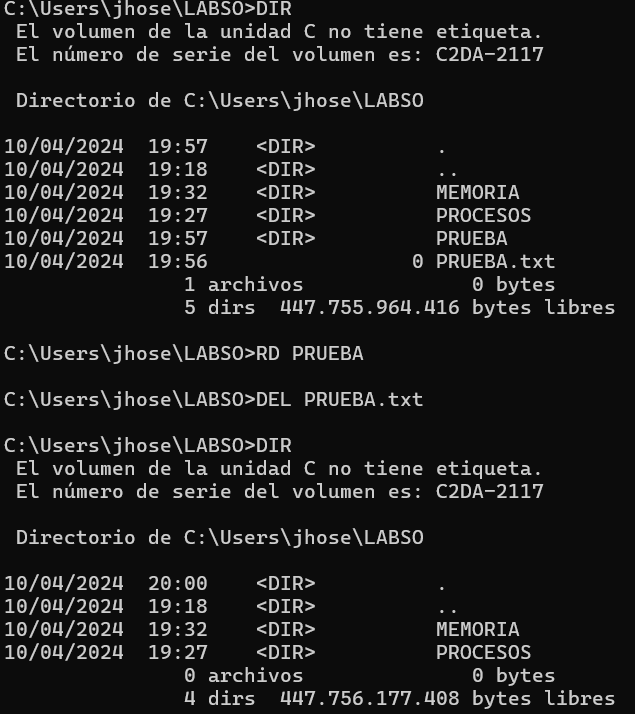 C:\Users\jhose\LABSO>DIR
 El volumen de la unidad C no tiene etiqueta.
 El número de serie del volumen es: C2DA-2117

 Directorio de C:\Users\jhose\LABSO

10/04/2024  19:57    <DIR>          .
10/04/2024  19:18    <DIR>          ..
10/04/2024  19:32    <DIR>          MEMORIA
10/04/2024  19:27    <DIR>          PROCESOS
10/04/2024  19:57    <DIR>          PRUEBA
10/04/2024  19:56                 0 PRUEBA.txt
               1 archivos              0 bytes
               5 dirs  447.755.964.416 bytes libres

C:\Users\jhose\LABSO>RD PRUEBA

C:\Users\jhose\LABSO>DEL PRUEBA.txt

C:\Users\jhose\LABSO>DIR
 El volumen de la unidad C no tiene etiqueta.
 El número de serie del volumen es: C2DA-2117

 Directorio de C:\Users\jhose\LABSO

10/04/2024  20:00    <DIR>          .
10/04/2024  19:18    <DIR>          ..
10/04/2024  19:32    <DIR>          MEMORIA
10/04/2024  19:27    <DIR>          PROCESOS
               0 archivos              0 bytes
               4 dirs  447.756.177.408 bytes libres